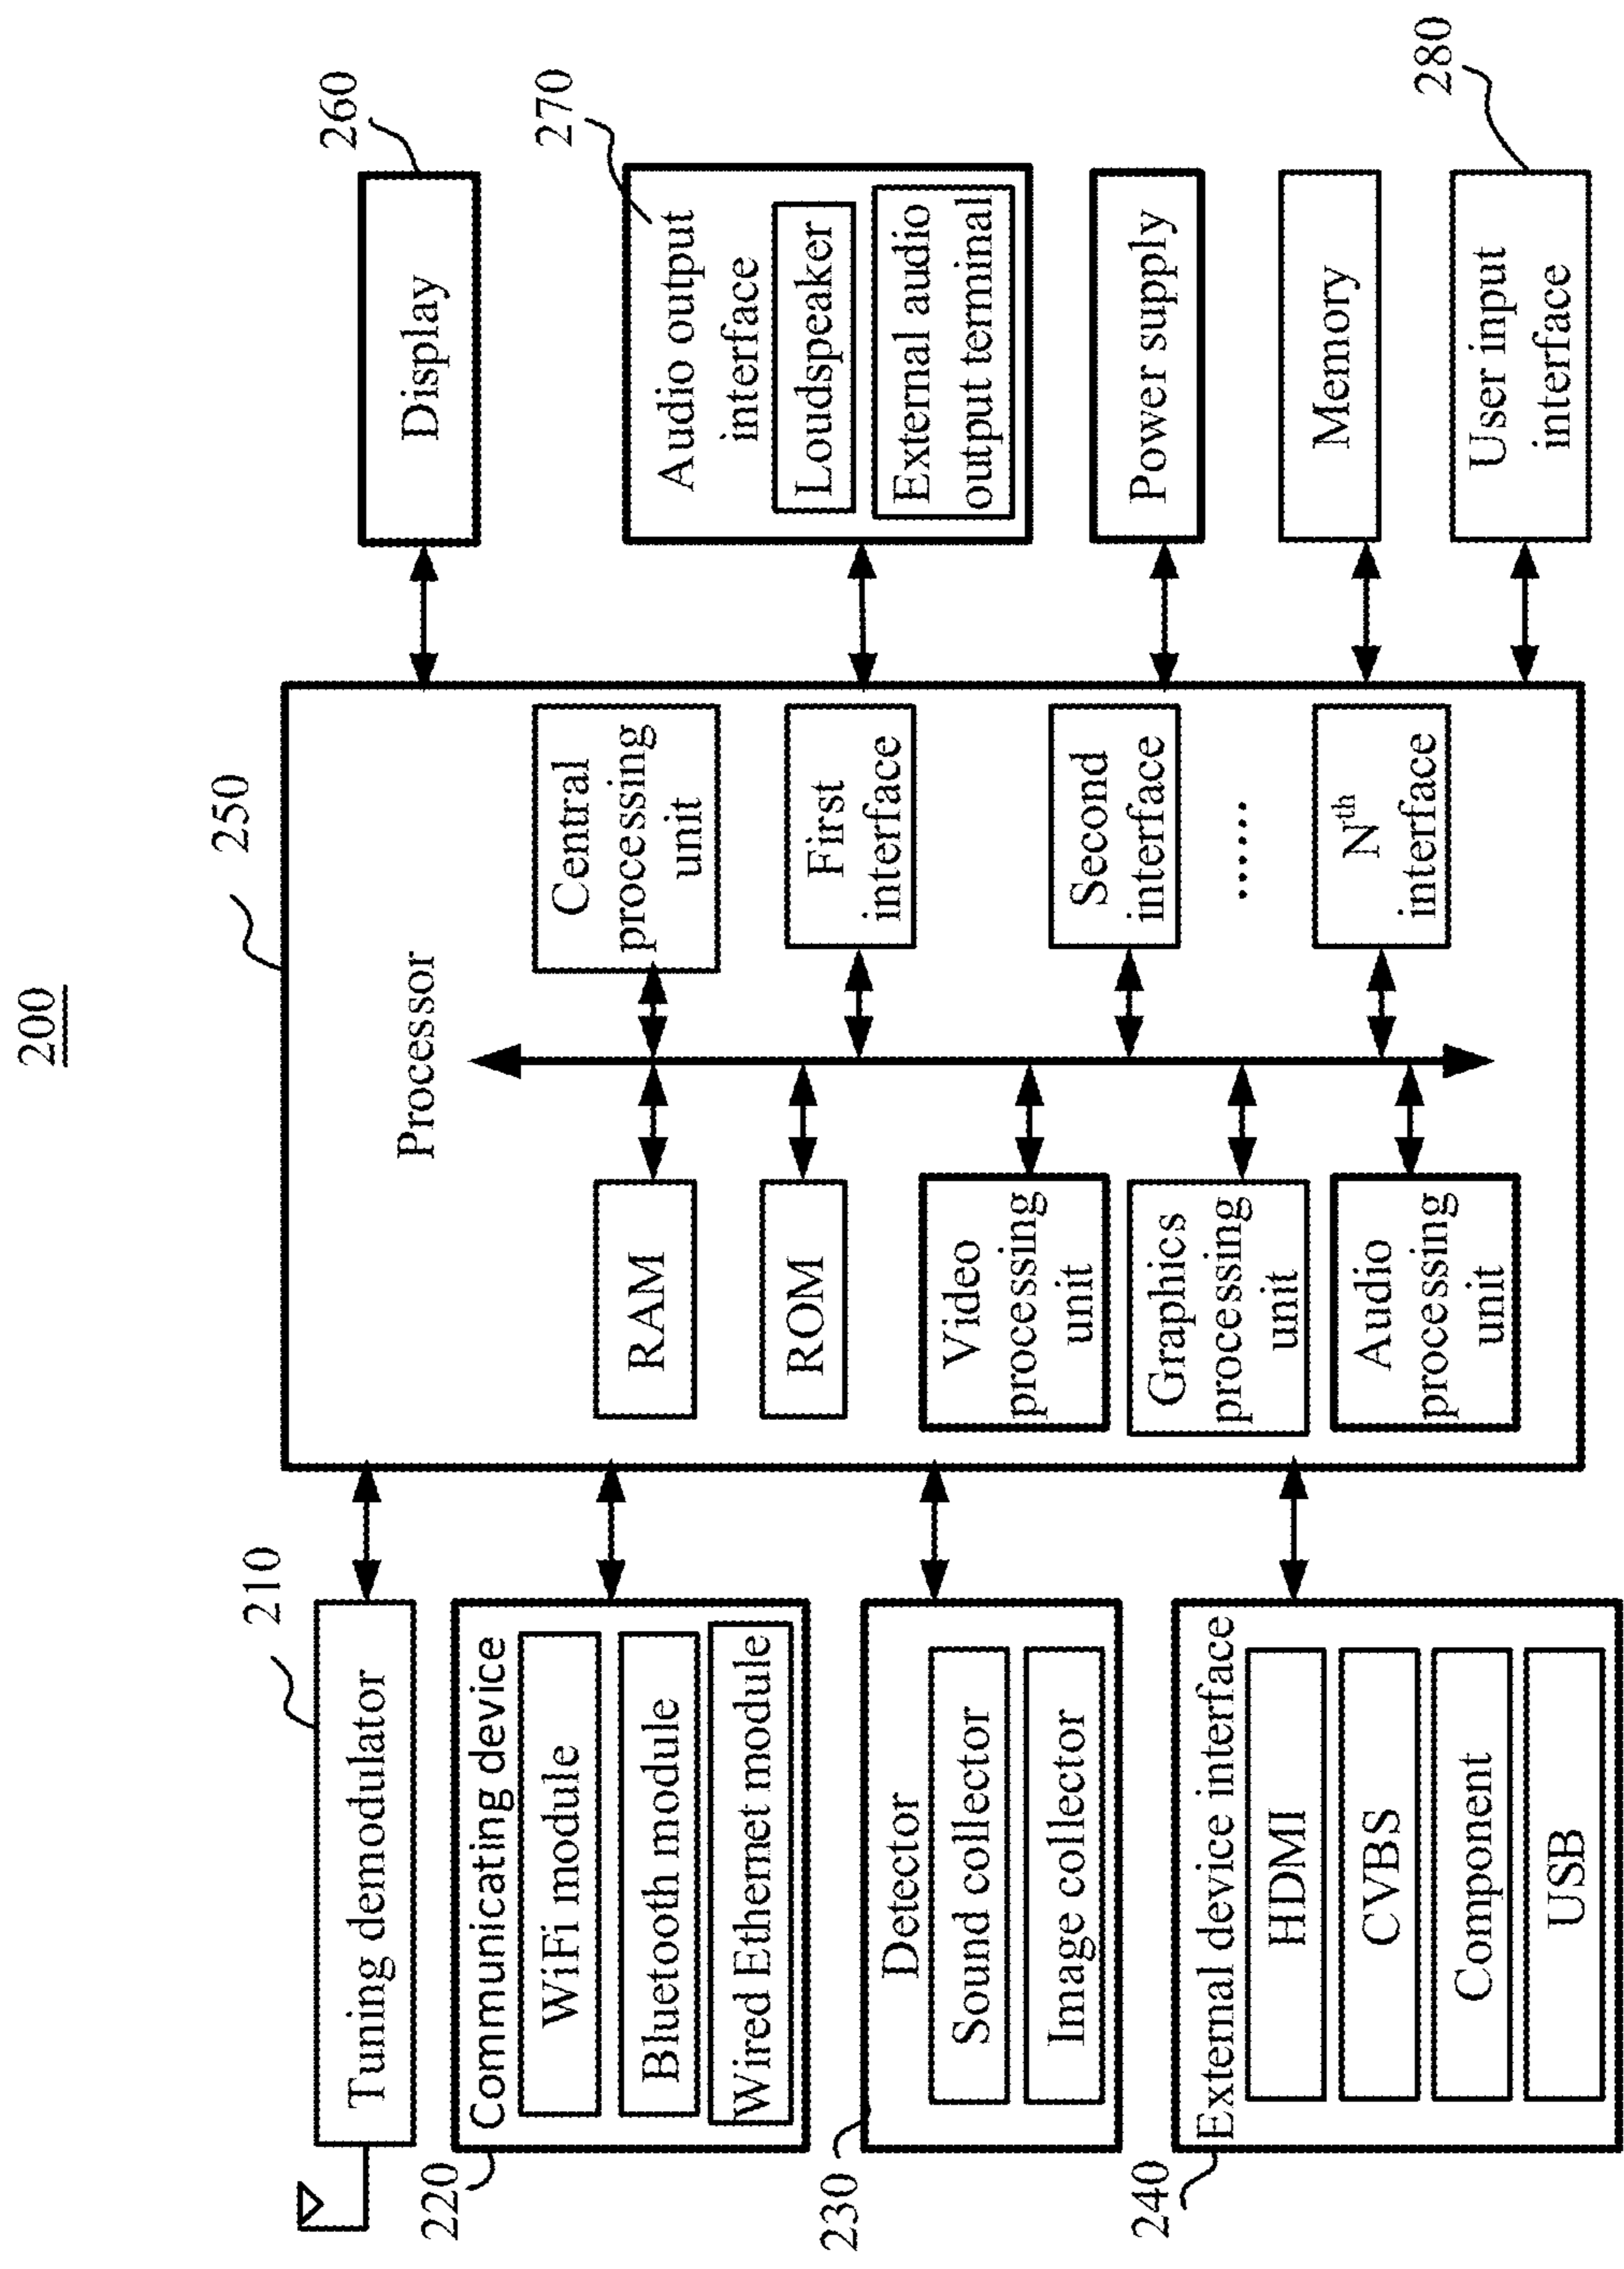 200
210
Tuning demodulator
220
Communicating device
WiFi module
Bluetooth module
Wired Ethernet module
230
Detector
Sound collector
Image collector
240
External device interface
HDMI
CVBS
Component
USB
250
Processor
RAM
ROM
Video
processing
unit
Graphics
processing
unit
Audio
processing
unit
Central
processing
unit
First
interface
Second
interface
......
Nth
interface
260
Display
270
Audio output
interface
Loudspeaker
External audio
output terminal
Power supply
Memory
280
User input
interface